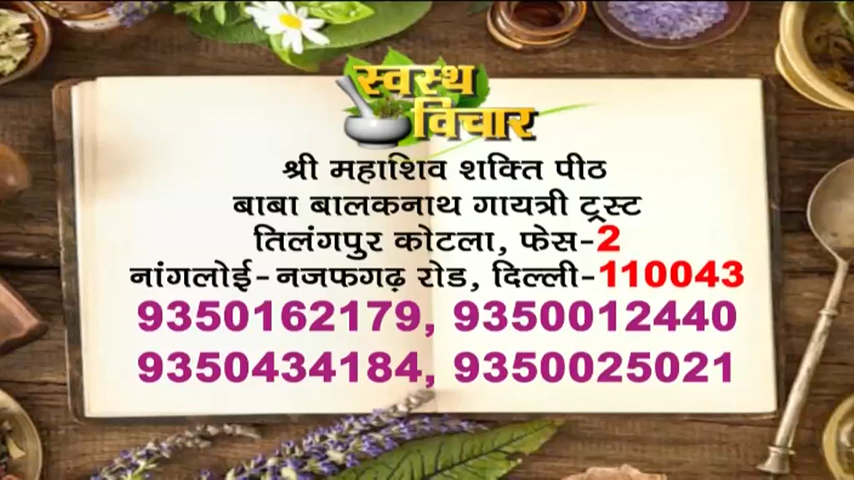 स्वस्थ
विचार
श्री महाशिव शक्ति पीठ
बाबा बालकनाथ गायत्री ट्रस्ट
तिलंगपुर कोटला, फेस-2
नांगलोई-नजफगढ़ रोड, दिल्ली-110043
9350162179, 9350012440
9350434184, 9350025021